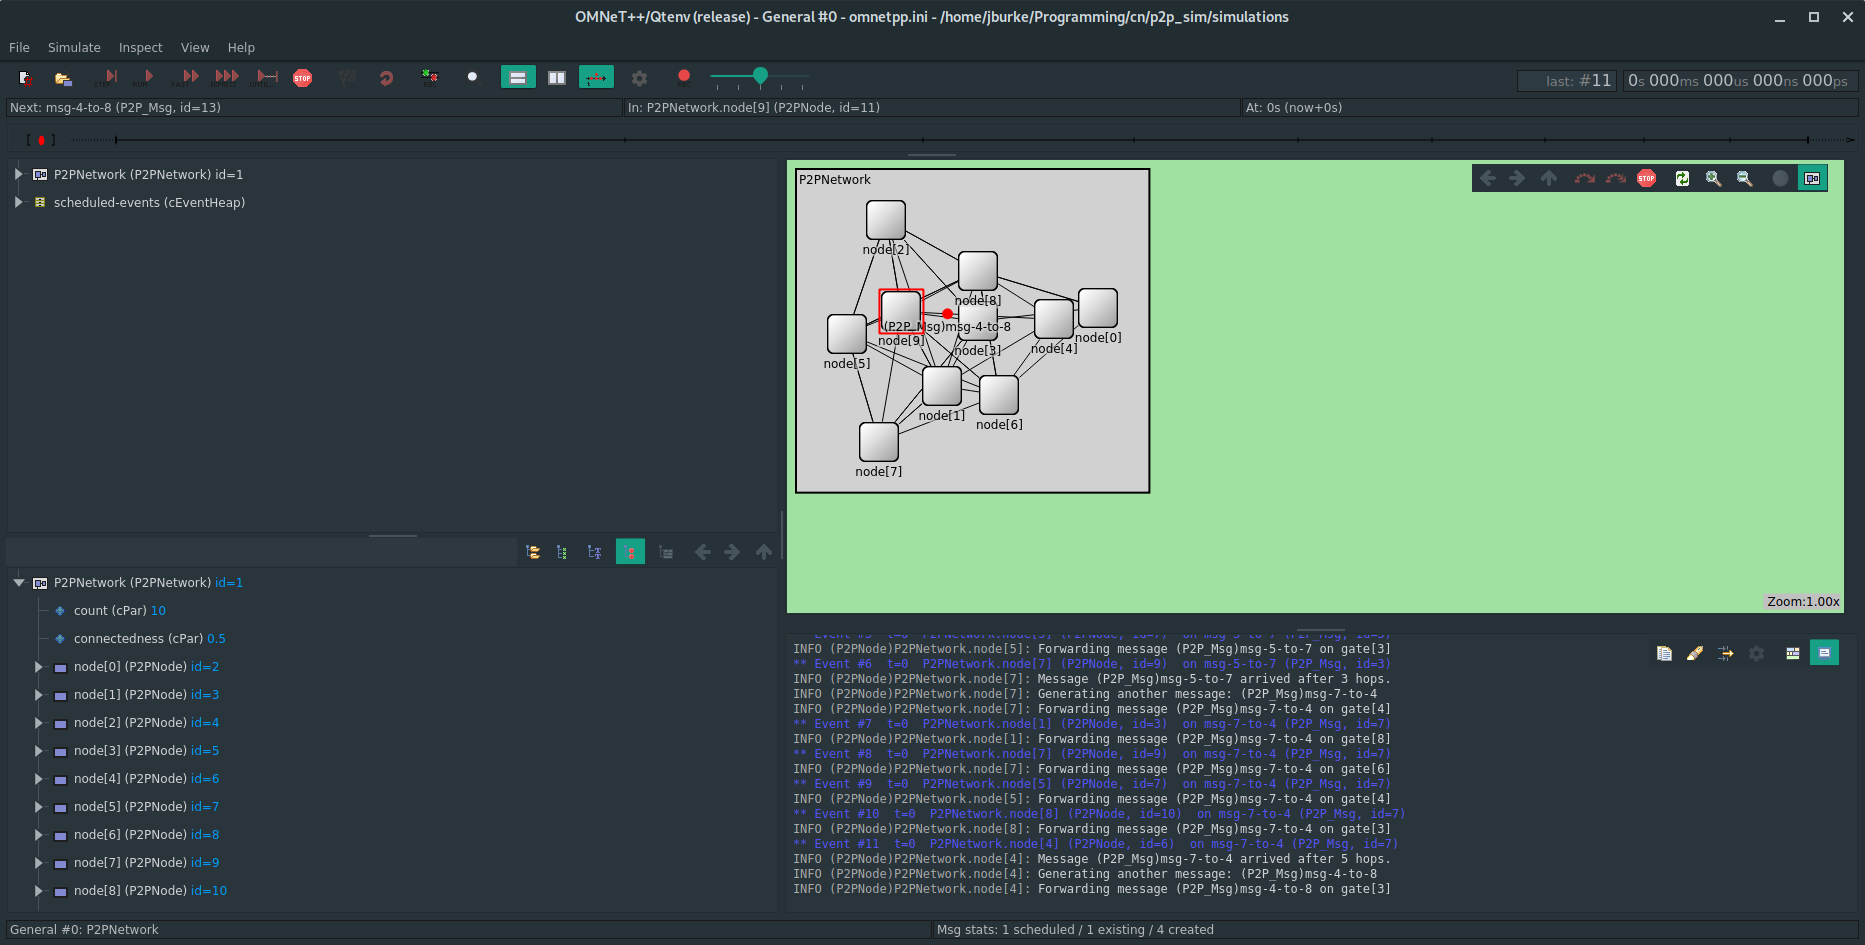 OMNeT++/Qtenv (release) - General #0 - omnetpp.ini - /home/jburke/Programming/cn/p2p_sim/simulations
File Simulate Inspect View Help
STOP
last: #11 0s 000ms 000us 000ns 000ps
Next: msg-4-to-8 (P2P_Msg, id=13) In: P2PNetwork.node[9] (P2PNode, id=11) At: 0s (now+0s)
P2PNetwork (P2PNetwork) id=1
scheduled-events (cEventHeap)
P2PNetwork
STOP
node[2]
node[8]
(P2P_Msg)msg-4-to-8
node[0]
node[9]
node[3]
node[4]
node[5]
node[1]
node[6]
node[7]
Zoom:1.00x
P2PNetwork (P2PNetwork) id=1
count (cPar) 10
connectedness (cPar) 0.5
node[0] (P2PNode) id=2
node[1] (P2PNode) id=3
node[2] (P2PNode) id=4
node[3] (P2PNode) id=5
node[4] (P2PNode) id=6
node[5] (P2PNode) id=7
node[6] (P2PNode) id=8
node[7] (P2PNode) id=9
node[8] (P2PNode) id=10
** Event #5 t=0 P2PNetwork.node[5] (P2PNode, id=7) on msg-5-to-7 (P2P_Msg, id=3)
INFO (P2PNode)P2PNetwork.node[5]: Forwarding message (P2P_Msg)msg-5-to-7 on gate[3]
** Event #6 t=0 P2PNetwork.node[7] (P2PNode, id=9) on msg-5-to-7 (P2P_Msg, id=3)
INFO (P2PNode)P2PNetwork.node[7]: Message (P2P_Msg)msg-5-to-7 arrived after 3 hops.
INFO (P2PNode)P2PNetwork.node[7]: Generating another message: (P2P_Msg)msg-7-to-4
INFO (P2PNode)P2PNetwork.node[7]: Forwarding message (P2P_Msg)msg-7-to-4 on gate[4]
** Event #7 t=0 P2PNetwork.node[1] (P2PNode, id=3) on msg-7-to-4 (P2P_Msg, id=7)
INFO (P2PNode)P2PNetwork.node[1]: Forwarding message (P2P_Msg)msg-7-to-4 on gate[8]
** Event #8 t=0 P2PNetwork.node[7] (P2PNode, id=9) on msg-7-to-4 (P2P_Msg, id=7)
INFO (P2PNode)P2PNetwork.node[7]: Forwarding message (P2P_Msg)msg-7-to-4 on gate[6]
** Event #9 t=0 P2PNetwork.node[5] (P2PNode, id=7) on msg-7-to-4 (P2P_Msg, id=7)
INFO (P2PNode)P2PNetwork.node[5]: Forwarding message (P2P_Msg)msg-7-to-4 on gate[4]
** Event #10 t=0 P2PNetwork.node[8] (P2PNode, id=10) on msg-7-to-4 (P2P_Msg, id=7)
INFO (P2PNode)P2PNetwork.node[8]: Forwarding message (P2P_Msg)msg-7-to-4 on gate[3]
** Event #11 t=0 P2PNetwork.node[4] (P2PNode, id=6) on msg-7-to-4 (P2P_Msg, id=7)
INFO (P2PNode)P2PNetwork.node[4]: Message (P2P_Msg)msg-7-to-4 arrived after 5 hops.
INFO (P2PNode)P2PNetwork.node[4]: Generating another message: (P2P_Msg)msg-4-to-8
INFO (P2PNode)P2PNetwork.node[4]: Forwarding message (P2P_Msg)msg-4-to-8 on gate[3]
General #0: P2PNetwork Msg stats: 1 scheduled / 1 existing / 4 created